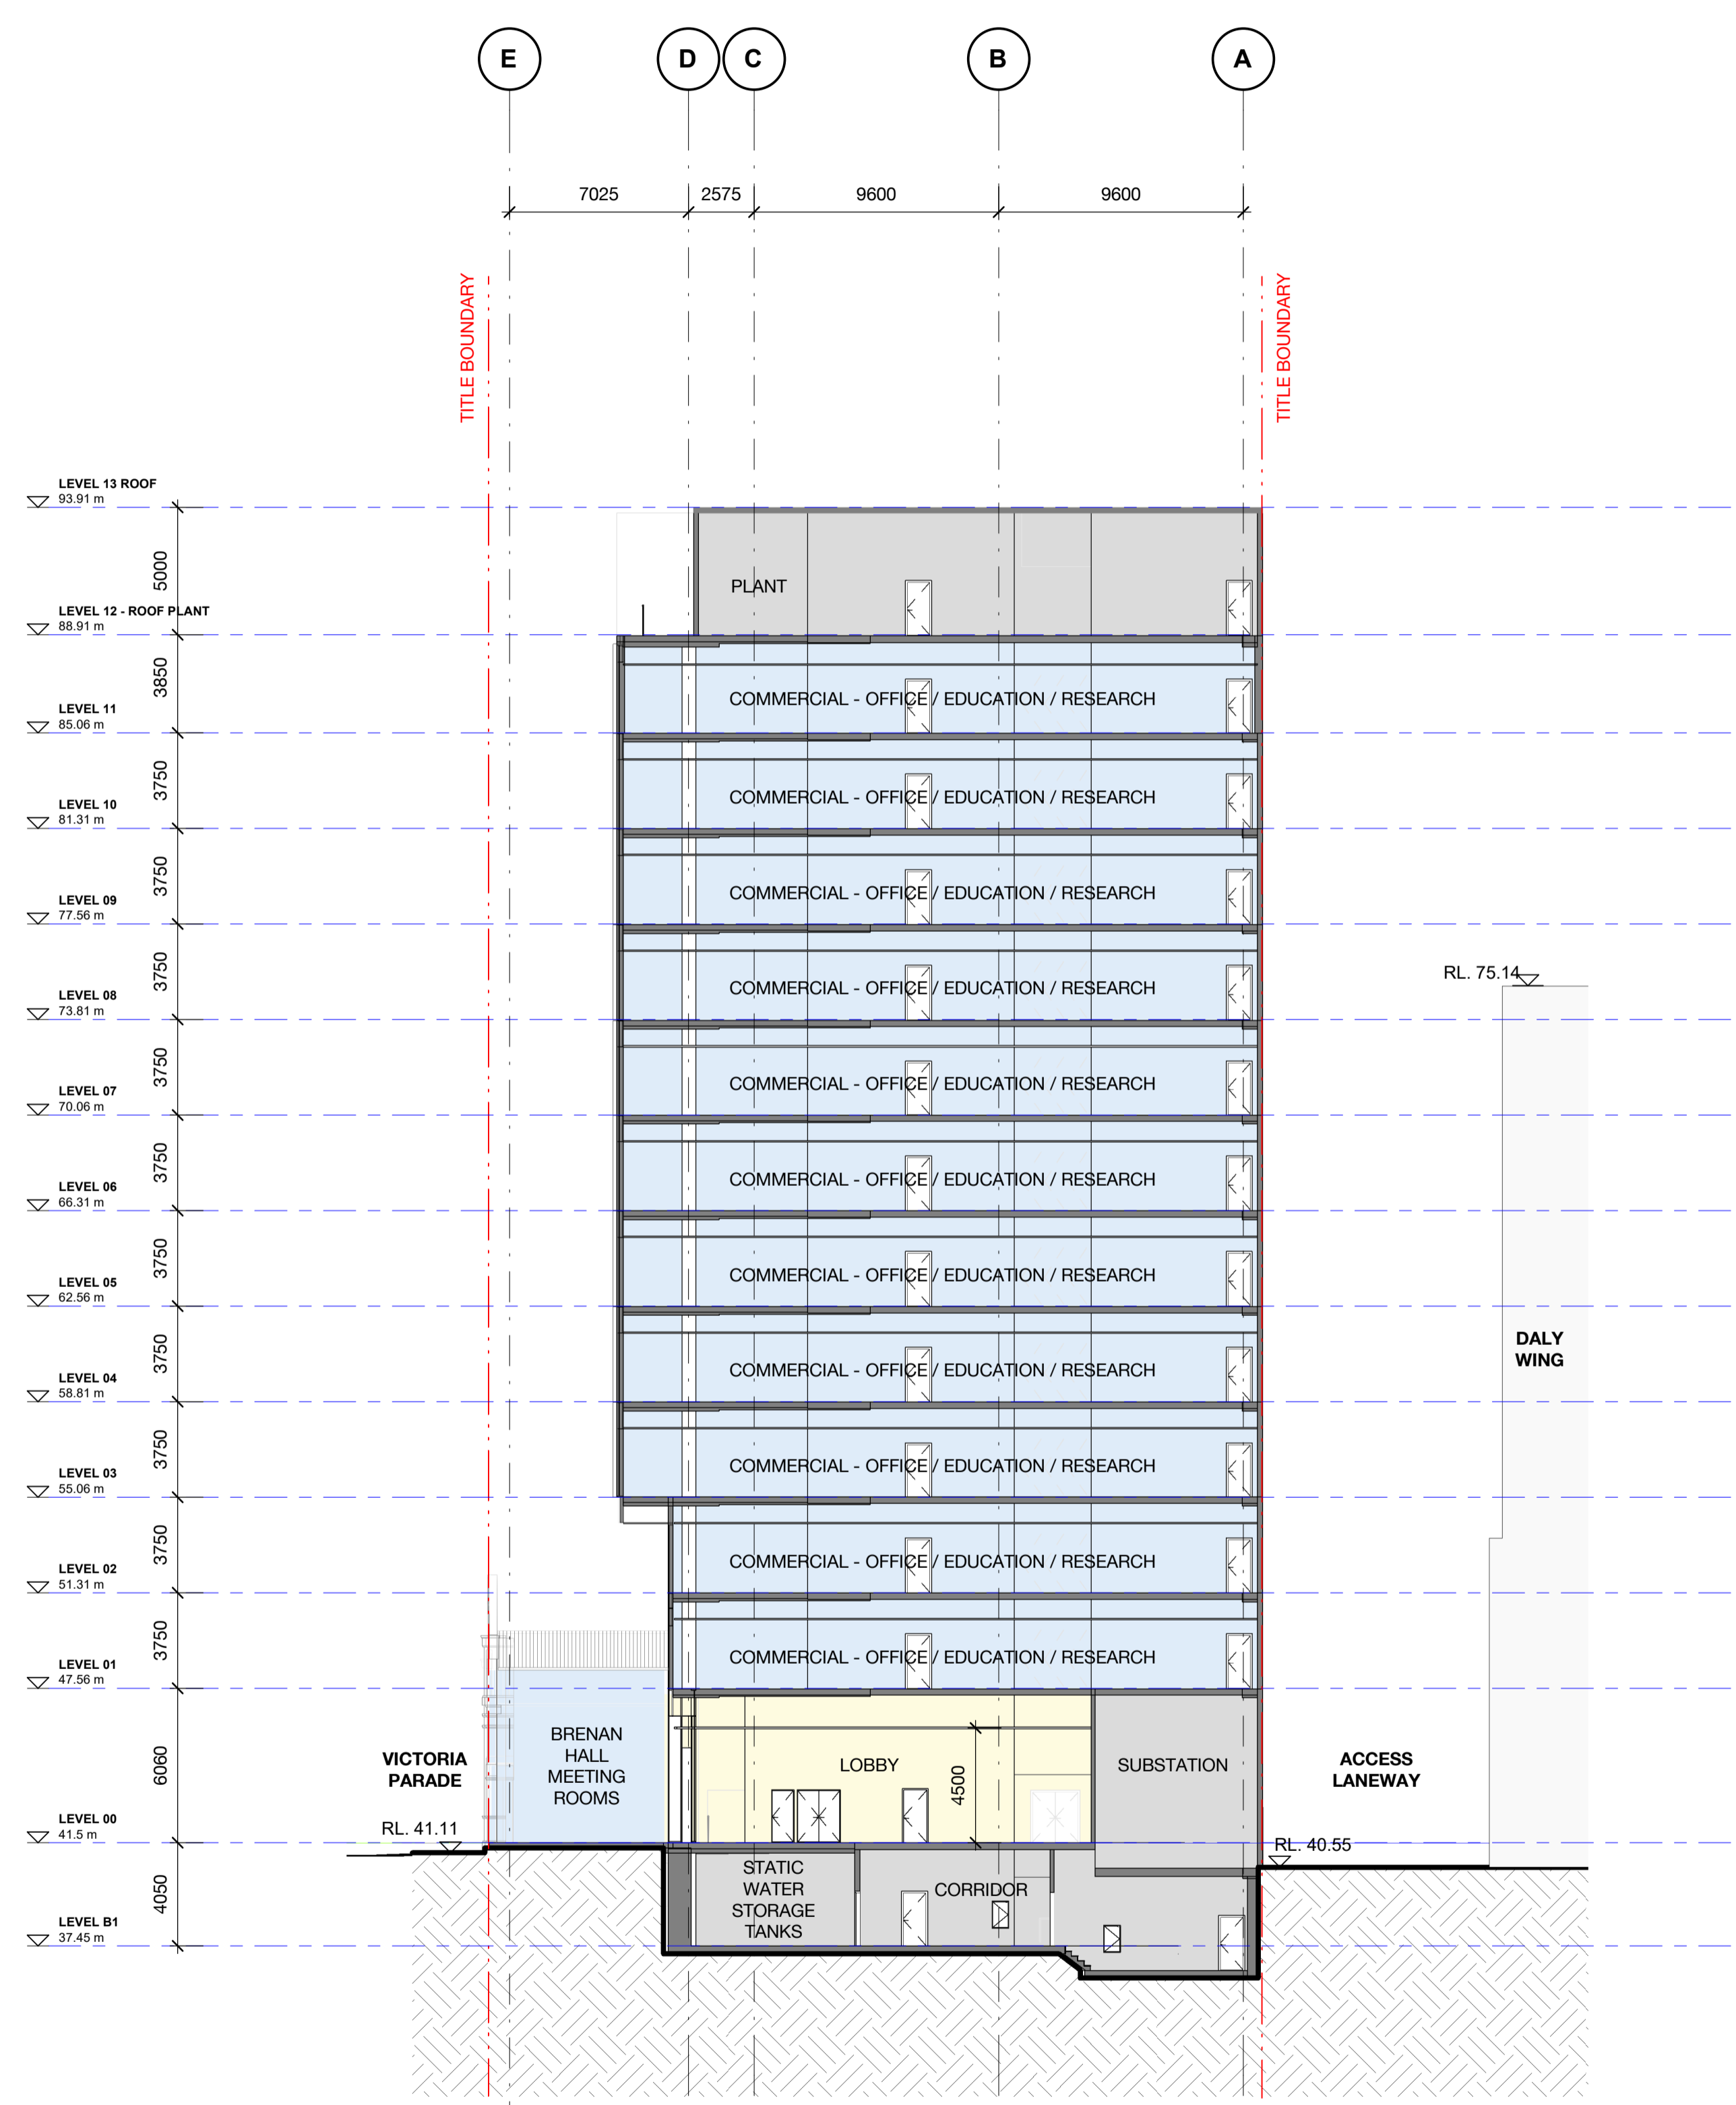 E D C B A
7025 2575 9600 9600
TITLE BOUNDARY
TITLE BOUNDARY
LEVEL 13 ROOF
93.91 m
5000
PLANT
LEVEL 12 - ROOF PLANT
88.91 m
3850
COMMERCIAL - OFFICE / EDUCATION / RESEARCH
LEVEL 11
85.06 m
3750
COMMERCIAL - OFFICE / EDUCATION / RESEARCH
LEVEL 10
81.31 m
3750
COMMERCIAL - OFFICE / EDUCATION / RESEARCH
LEVEL 09
77.56 m
3750
RL. 75.14
COMMERCIAL - OFFICE / EDUCATION / RESEARCH
LEVEL 08
73.81 m
3750
COMMERCIAL - OFFICE / EDUCATION / RESEARCH
LEVEL 07
70.06 m
3750
COMMERCIAL - OFFICE / EDUCATION / RESEARCH
LEVEL 06
66.31 m
3750
COMMERCIAL - OFFICE / EDUCATION / RESEARCH
LEVEL 05
62.56 m
3750
COMMERCIAL - OFFICE / EDUCATION / RESEARCH
DALY
WING
LEVEL 04
58.81 m
3750
COMMERCIAL - OFFICE / EDUCATION / RESEARCH
LEVEL 03
55.06 m
3750
COMMERCIAL - OFFICE / EDUCATION / RESEARCH
LEVEL 02
51.31 m
3750
COMMERCIAL - OFFICE / EDUCATION / RESEARCH
LEVEL 01
47.56 m
6060
VICTORIA
PARADE
BRENAN
HALL
MEETING
ROOMS
LOBBY
4500
SUBSTATION
ACCESS
LANEWAY
LEVEL 00
41.5 m
RL. 41.11
RL. 40.55
4050
STATIC
WATER
STORAGE
TANKS
CORRIDOR
LEVEL B1
37.45 m